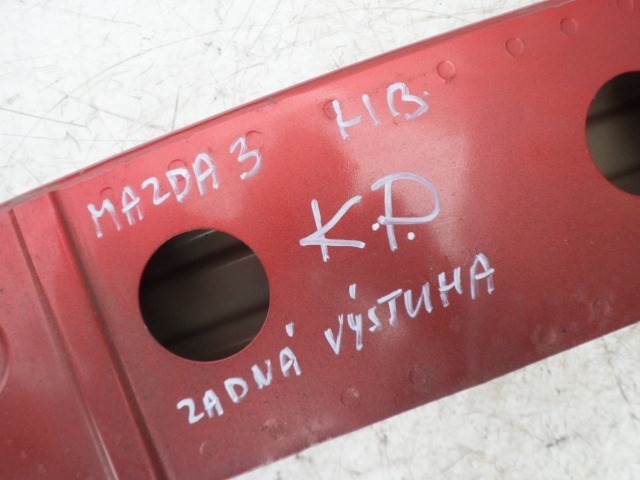 MAZDA 3 HB.
K.P.
ZADNÁ VÝSTUHA